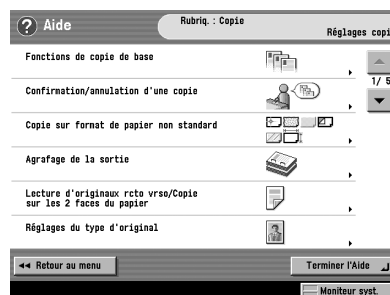 Aide
Rubriq. : Copie
Réglages copi
Fonctions de copie de base
1/ 5
Confirmation/annulation d'une copie
Copie sur format de papier non standard
Agrafage de la sortie
Lecture d'originaux rcto vrso/Copie
sur les 2 faces du papier
Réglages du type d'original
Retour au menu
Terminer l'Aide
Moniteur syst.